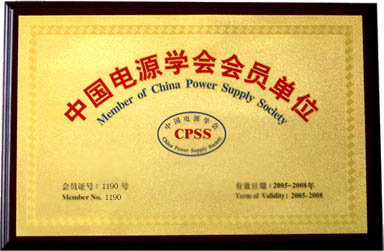 中国电源学会会员单位
Member of China Power Supply Society
中国电源学会
CPSS
China Power Supply Society
会员证号：1190 号
Member No. 1190
有效日期：2005-2008年
Term of Validity: 2005-2008